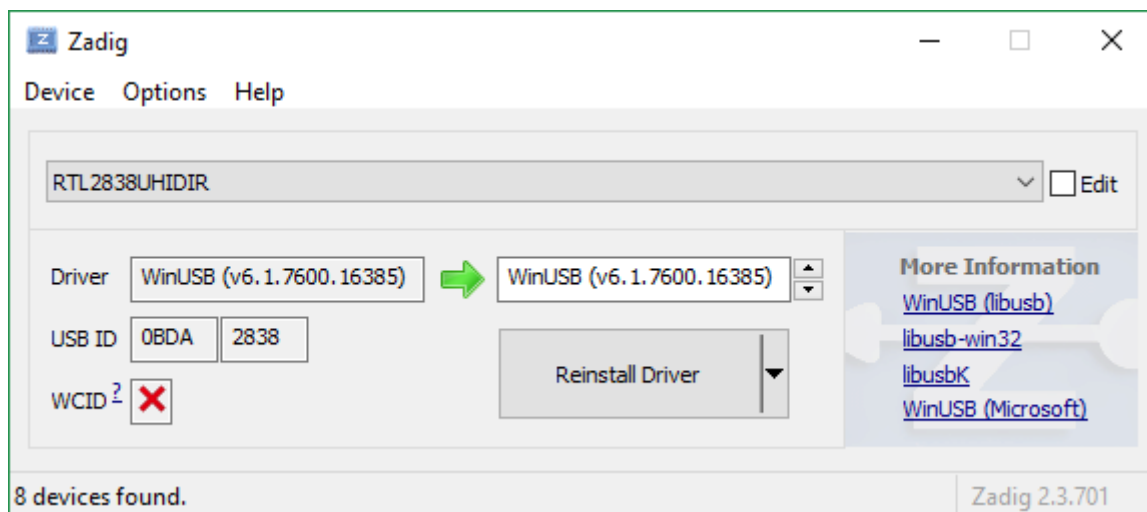 Zadig
Device Options Help
RTL2838UHIDIR
Edit
Driver WinUSB (v6.1.7600.16385) WinUSB (v6.1.7600.16385)
USB ID 0BDA 2838
WCID ?
Reinstall Driver
More Information
WinUSB (libusb)
libusb-win32
libusbK
WinUSB (Microsoft)
8 devices found.
Zadig 2.3.701